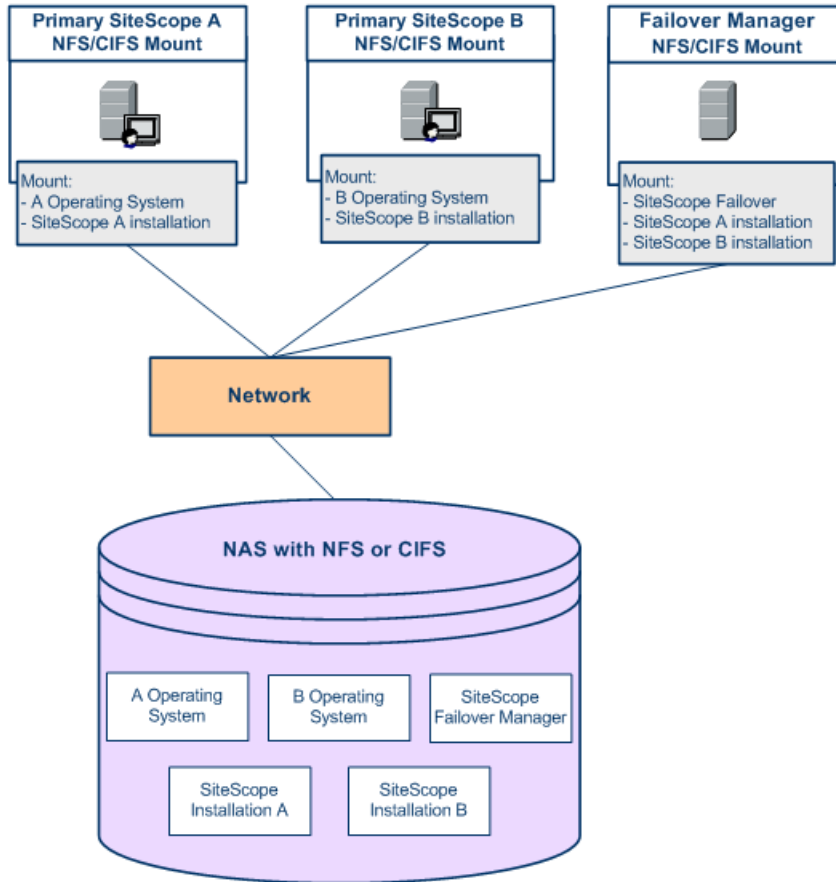 Primary SiteScope A
NFS/CIFS Mount
Primary SiteScope B
NFS/CIFS Mount
Failover Manager
NFS/CIFS Mount
Mount:
- A Operating System
- SiteScope A installation
Mount:
- B Operating System
- SiteScope B installation
Mount:
- SiteScope Failover
- SiteScope A installation
- SiteScope B installation
Network
NAS with NFS or CIFS
A Operating
System
B Operating
System
SiteScope
Failover Manager
SiteScope
Installation A
SiteScope
Installation B